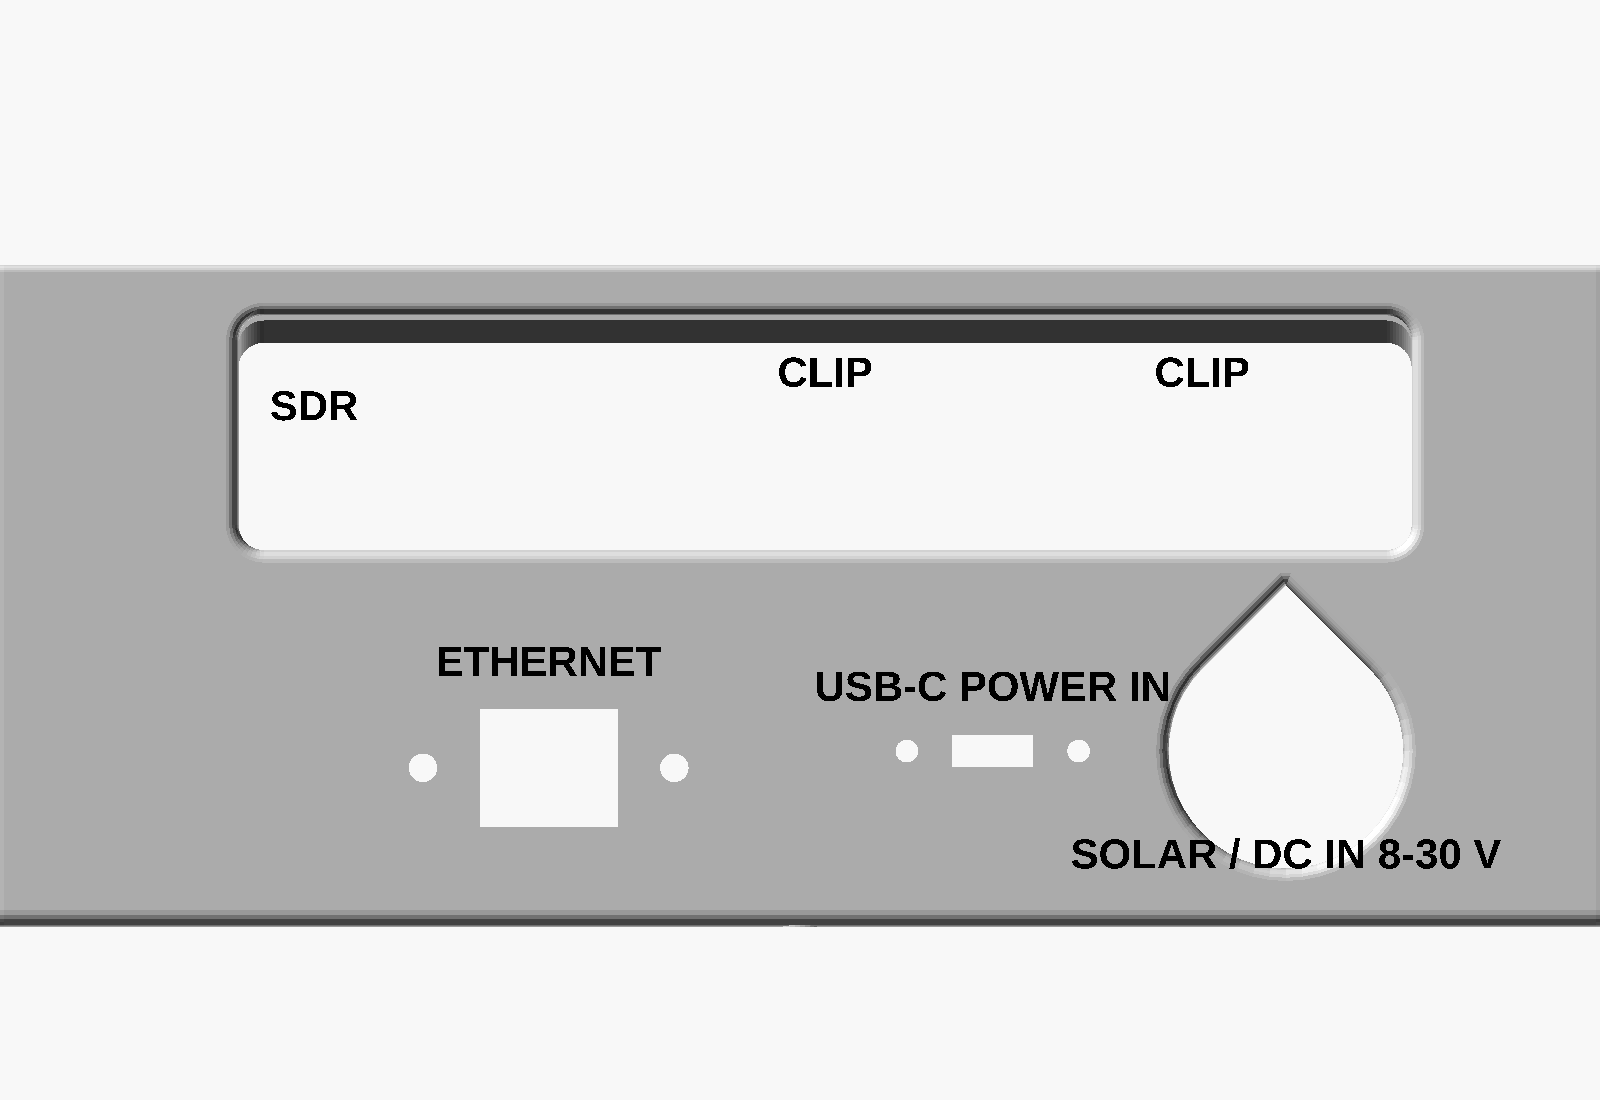 CLIP
CLIP
SDR
ETHERNET
USB-C POWER IN
SOLAR / DC IN 8-30 V